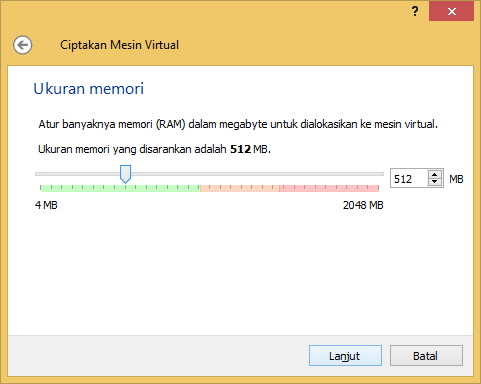 ?
Ciptakan Mesin Virtual
Ukuran memori
Atur banyaknya memori (RAM) dalam megabyte untuk dialokasikan ke mesin virtual.
Ukuran memori yang disarankan adalah 512 MB.
512 MB
4 MB 2048 MB
Lanjut Batal